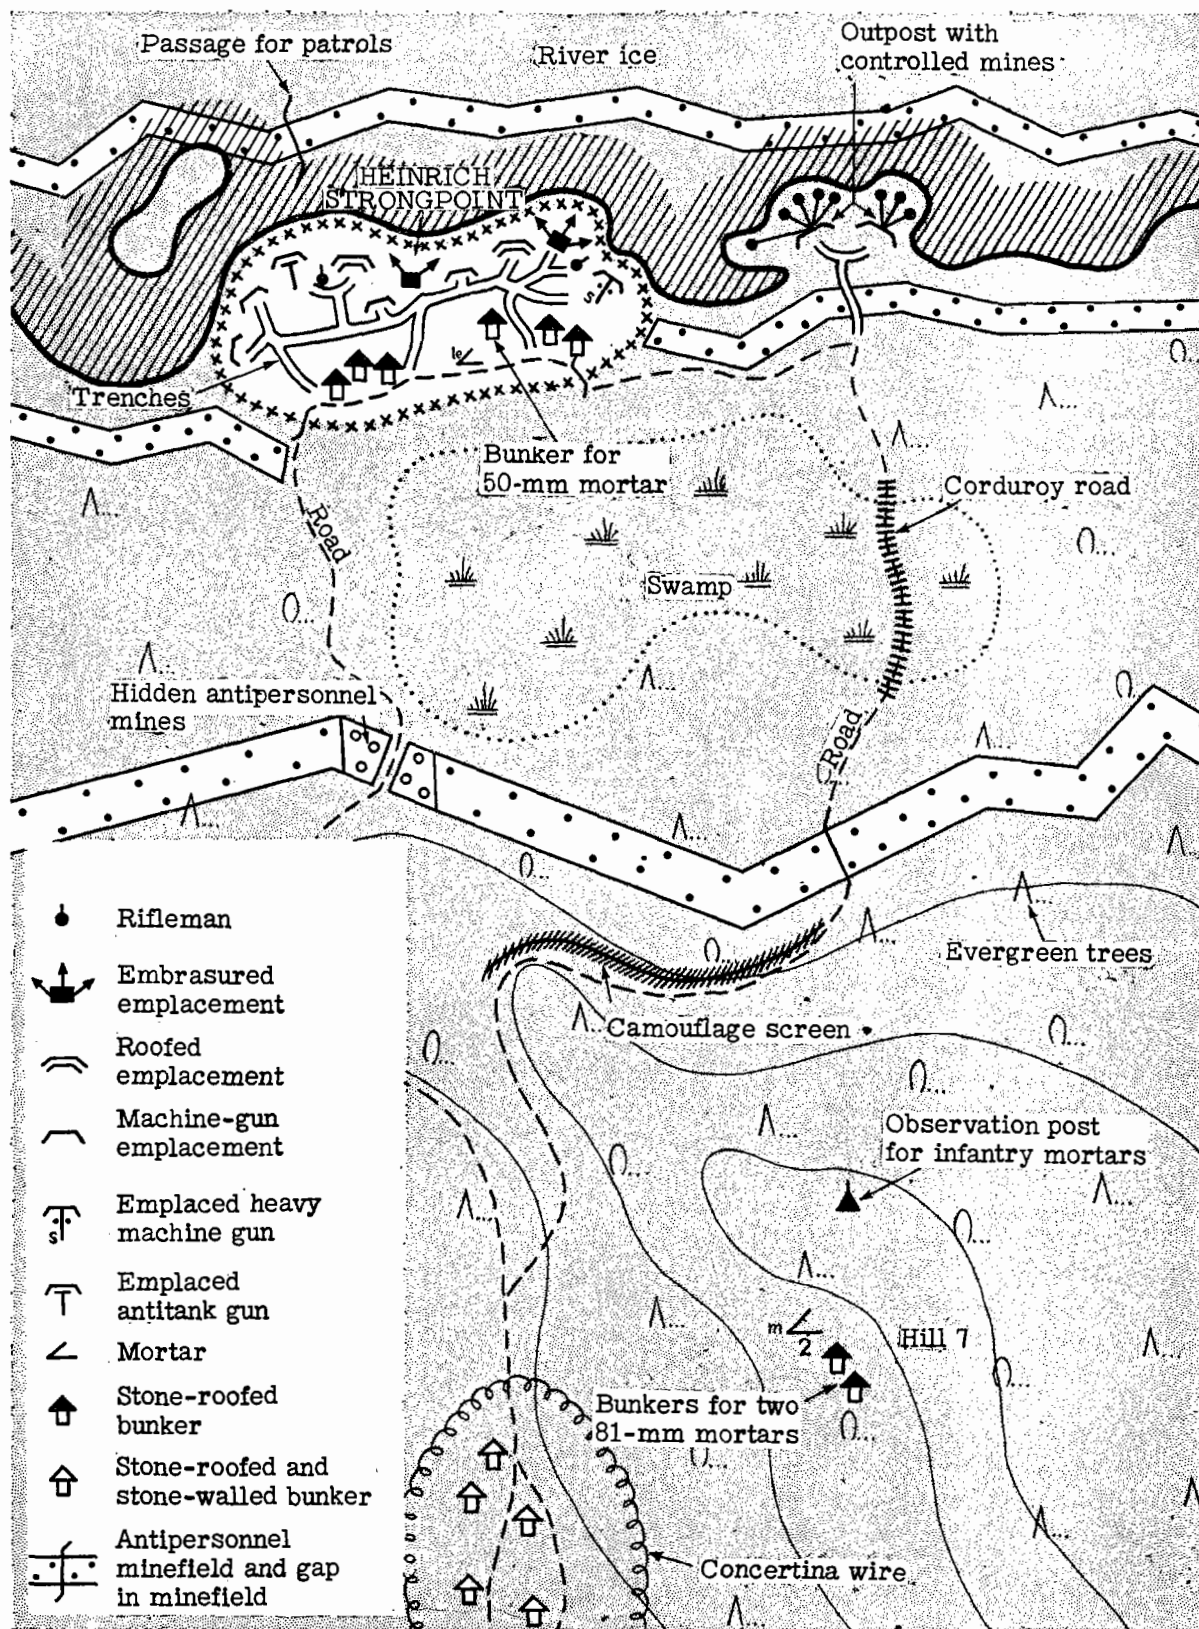 Passage for patrols
River ice
Outpost with
controlled mines
HEINRICH
STRONGPOINT
s
le
Trenches
Bunker for
50-mm mortar
Corduroy road
Road
Swamp
Hidden antipersonnel
mines
Road
Evergreen trees
Camouflage screen
Observation post
for infantry mortars
m
2
Hill 7
Bunkers for two
81-mm mortars
Concertina wire
Rifleman
Embrasured
emplacement
Roofed
emplacement
Machine-gun
emplacement
s
Emplaced heavy
machine gun
Emplaced
antitank gun
Mortar
Stone-roofed
bunker
Stone-roofed and
stone-walled bunker
Antipersonnel
minefield and gap
in minefield